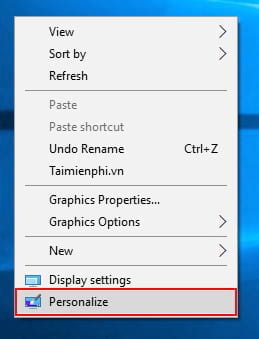 View
Sort by
Refresh
Paste
Paste shortcut
Undo Rename Ctrl+Z
Taimienphi.vn
Graphics Properties...
Graphics Options
New
Display settings
Personalize